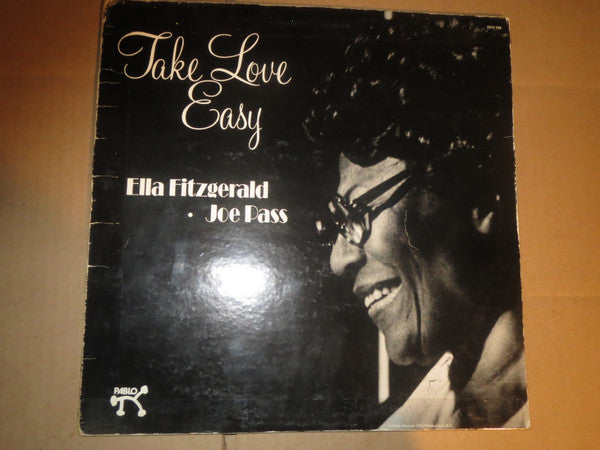 Take Love
Easy
Ella Fitzgerald
• Joe Pass
PABLO